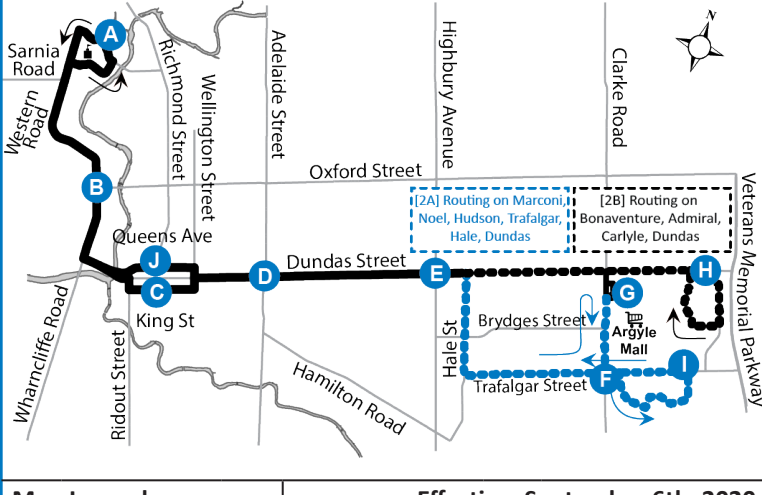 A
N
Sarnia
Road
Western
Road
Richmond Street
Wellington Street
Adelaide Street
Highbury Avenue
Clarke Road
B
Oxford Street
Veterans Memorial Parkway
[2A] Routing on Marconi,
Noel, Hudson, Trafalgar,
Hale, Dundas
[2B] Routing on
Bonaventure, Admiral,
Carlyle, Dundas
Queens Ave
J
C
D
Dundas Street
E
H
G
King St
Brydges Street
Argyle
Mall
Hale St
Wharncliffe Road
Ridout Street
Hamilton Road
Trafalgar Street
F
I